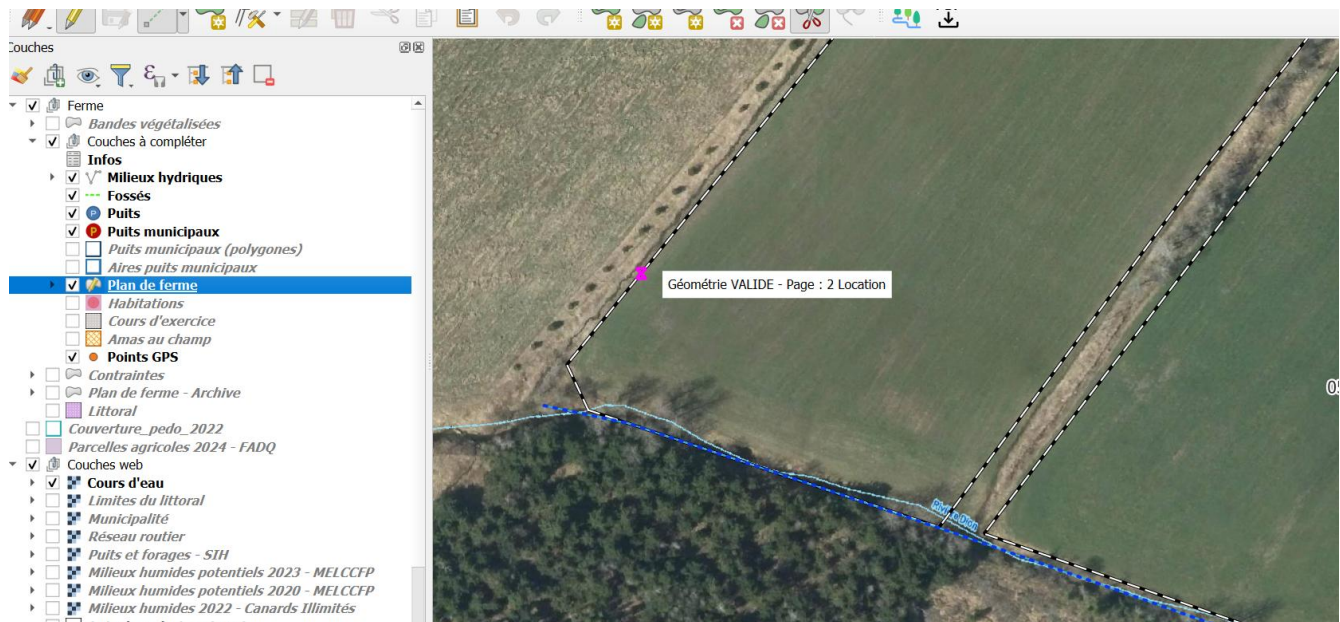 Couches
Ferme
Bandes végétalisées
Couches à compléter
Infos
Milieux hydriques
Fossés
P Puits
P Puits municipaux
Puits municipaux (polygones)
Aires puits municipaux
Plan de ferme
Habitations
Cours d'exercice
Amas au champ
Points GPS
Contraintes
Plan de ferme - Archive
Littoral
Couverture_pedo_2022
Parcelles agricoles 2024 - FADQ
Couches web
Cours d'eau
Limites du littoral
Municipalité
Réseau routier
Puits et forages - SIH
Milieux humides potentiels 2023 - MELCCFP
Milieux humides potentiels 2020 - MELCCFP
Milieux humides 2022 - Canards Illimités
Géométrie VALIDE - Page : 2 Location
Rivière Dion